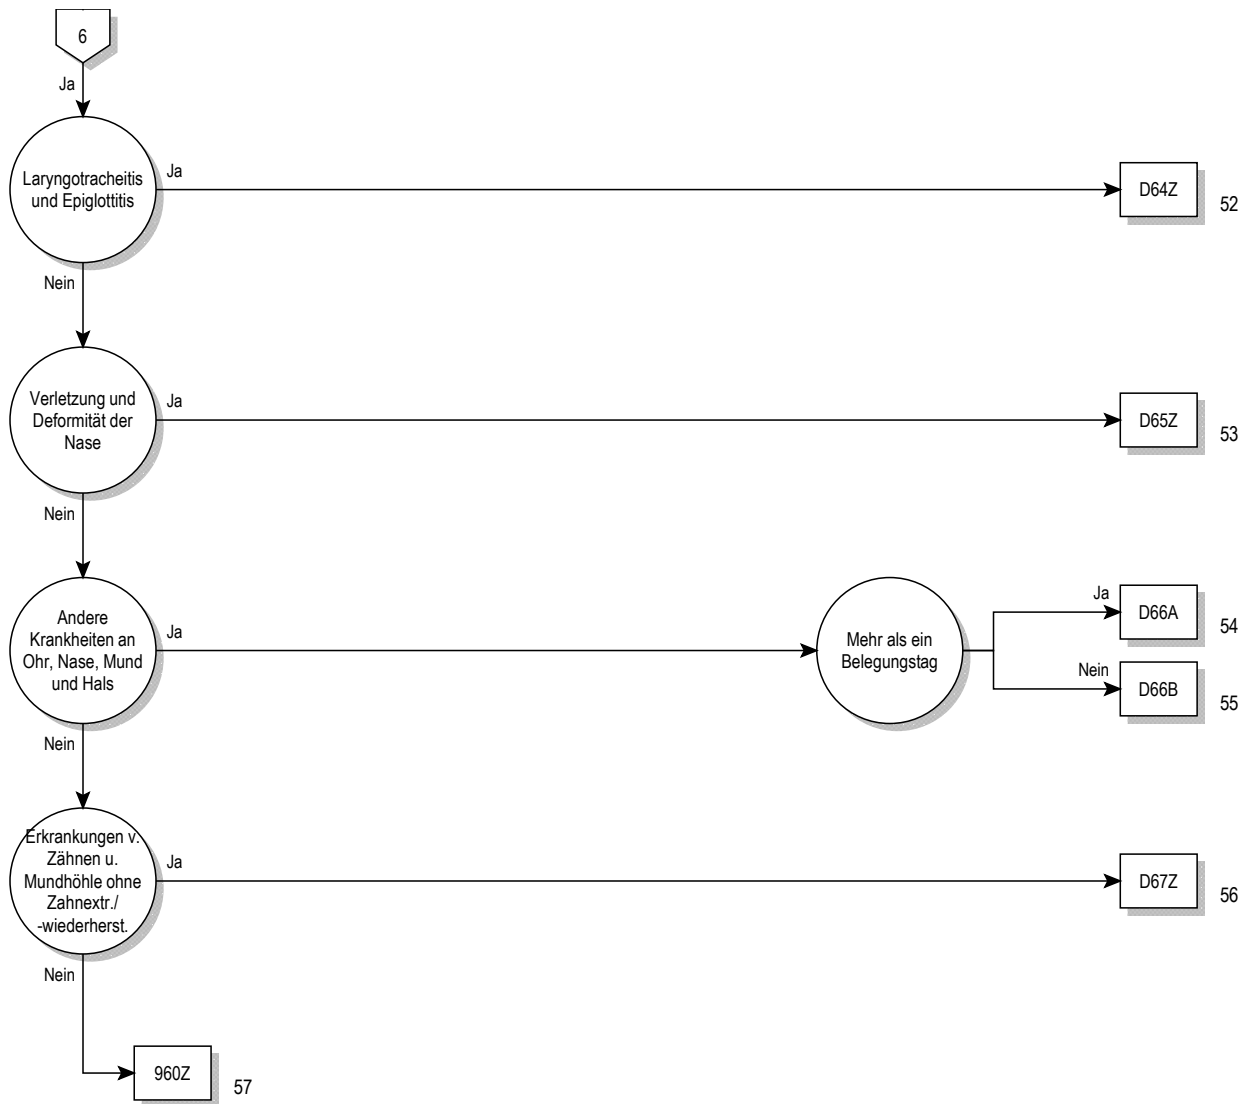 6
Ja
Laryngotracheitis
und Epiglottitis
Ja
D64Z
52
Nein
Verletzung und
Deformität der
Nase
Ja
D65Z
53
Nein
Andere
Krankheiten an
Ohr, Nase, Mund
und Hals
Ja
Mehr als ein
Belegungstag
Ja
D66A
54
Nein
D66B
55
Nein
Erkrankungen v.
Zähnen u.
Mundhöhle ohne
Zahnextr./
-wiederherst.
Ja
D67Z
56
Nein
960Z
57